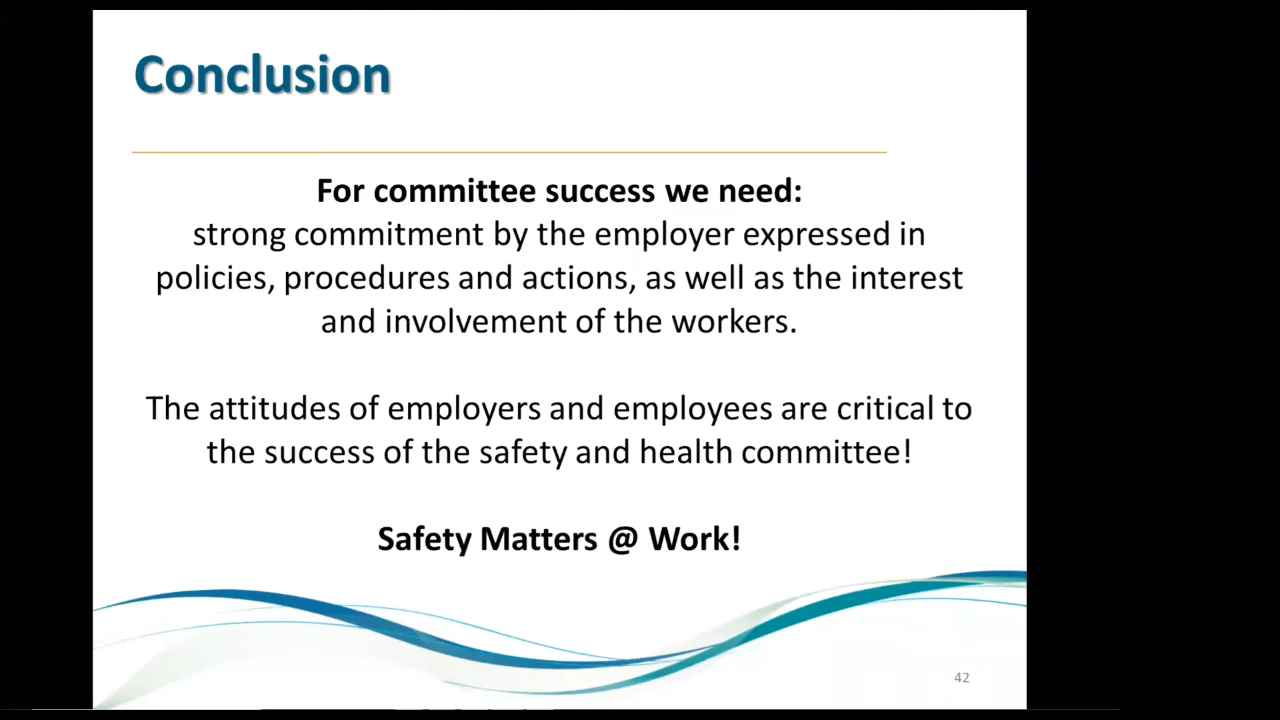 Conclusion
For committee success we need:
strong commitment by the employer expressed in
policies, procedures and actions, as well as the interest
and involvement of the workers.
The attitudes of employers and employees are critical to
the success of the safety and health committee!
Safety Matters @ Work!
42